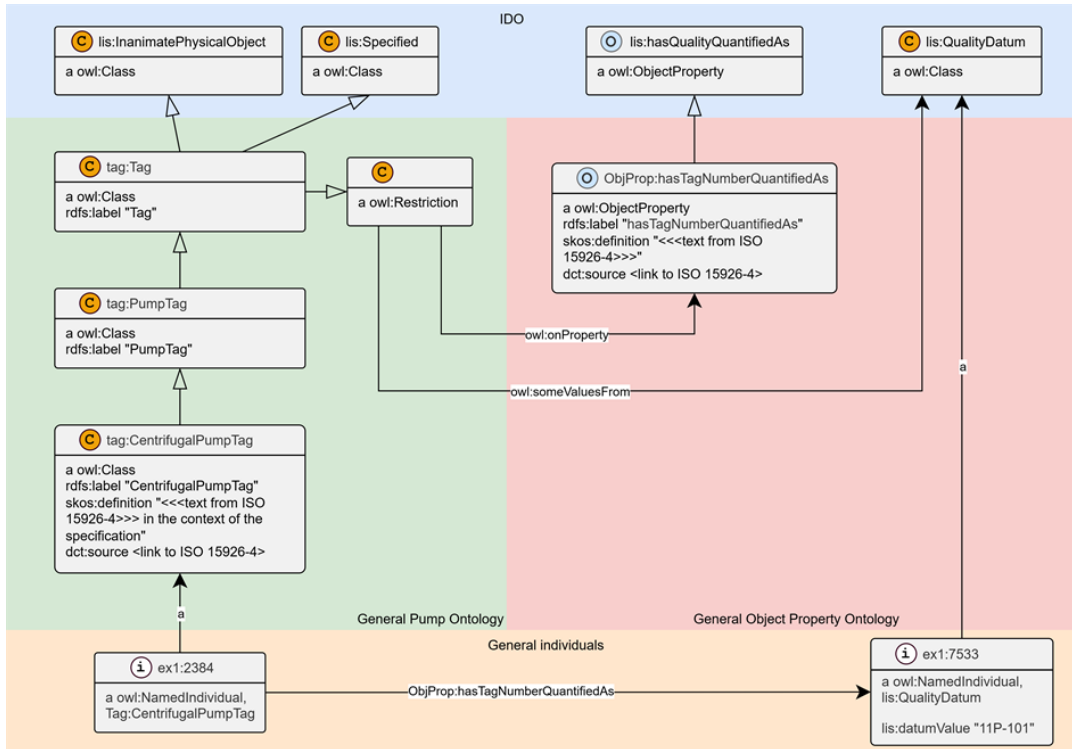 IDO
C lis:InanimatePhysicalObject
a owl:Class
C lis:Specified
a owl:Class
O lis:hasQualityQuantifiedAs
a owl:ObjectProperty
C lis:QualityDatum
a owl:Class
C tag:Tag
a owl:Class
rdfs:label "Tag"
C
a owl:Restriction
O ObjProp:hasTagNumberQuantifiedAs
a owl:ObjectProperty
rdfs:label "hasTagNumberQuantifiedAs"
skos:definition "<<<text from ISO
15926-4>>>"
dct:source <link to ISO 15926-4>
C tag:PumpTag
a owl:Class
rdfs:label "PumpTag"
owl:onProperty
a
owl:someValuesFrom
C tag:CentrifugalPumpTag
a owl:Class
rdfs:label "CentrifugalPumpTag"
skos:definition "<<<text from ISO
15926-4>>> in the context of the
specification"
dct:source <link to ISO 15926-4>
a
General Pump Ontology
General Object Property Ontology
General individuals
i ex1:2384
a owl:NamedIndividual,
Tag:CentrifugalPumpTag
ObjProp:hasTagNumberQuantifiedAs
i ex1:7533
a owl:NamedIndividual,
lis:QualityDatum
lis:datumValue "11P-101"